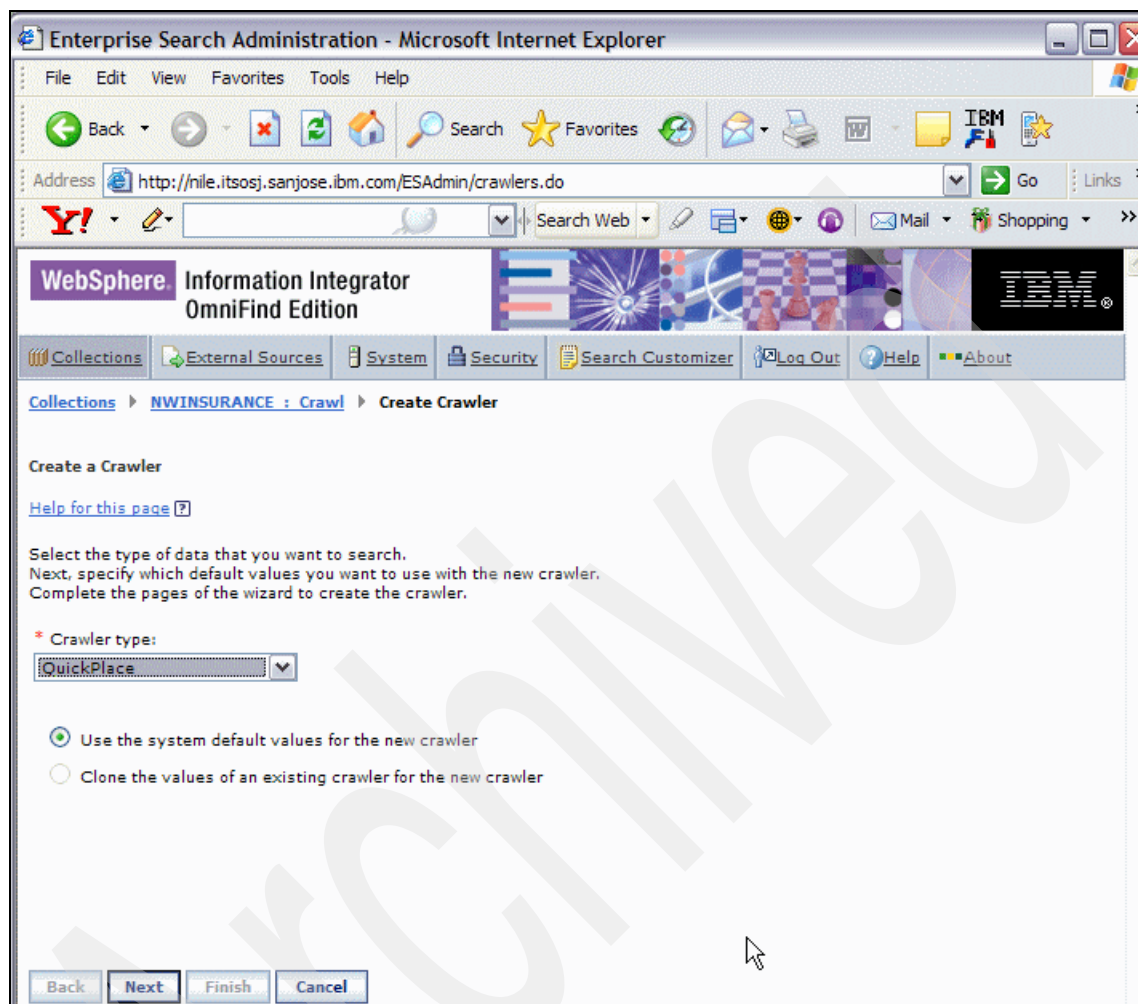 Enterprise Search Administration - Microsoft Internet Explorer
File Edit View Favorites Tools Help
Back Search Favorites IBM
Address http://nile.itsosj.sanjose.ibm.com/ESAdmin/crawlers.do Go Links
Y! Search Web Mail Shopping
WebSphere. Information Integrator
OmniFind Edition
IBM®
Collections External Sources System Security Search Customizer Log Out Help About
Collections NWINSURANCE : Crawl Create Crawler
Create a Crawler
Help for this page ?
Select the type of data that you want to search.
Next, specify which default values you want to use with the new crawler.
Complete the pages of the wizard to create the crawler.
* Crawler type:
QuickPlace
Use the system default values for the new crawler
Clone the values of an existing crawler for the new crawler
Back Next Finish Cancel
Archived